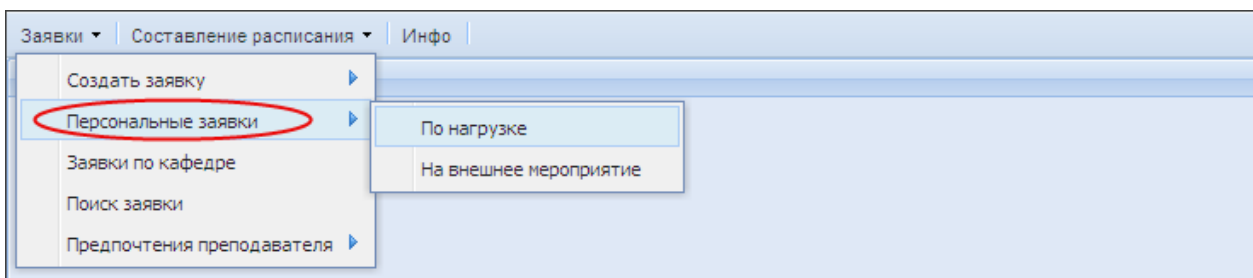 Заявки Составление расписания Инфо
Создать заявку
Персональные заявки
По нагрузке
Заявки по кафедре
На внешнее мероприятие
Поиск заявки
Предпочтения преподавателя